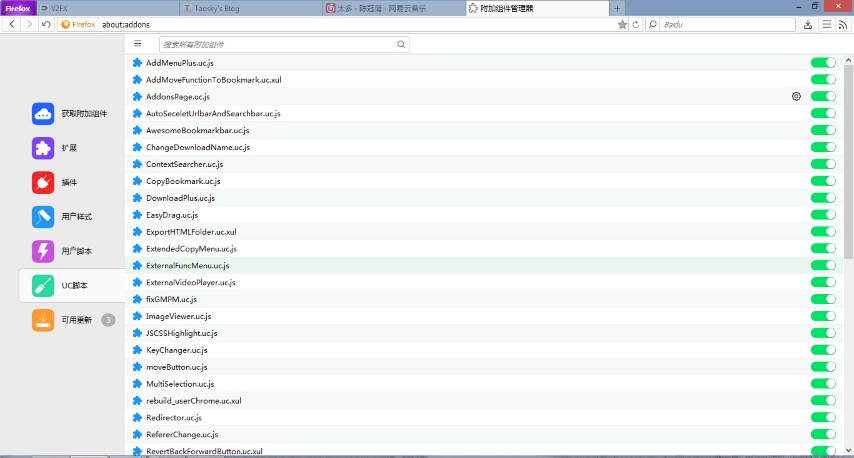 Firefox
V2EX
Taosky's Blog
太多 - 陈冠蒲 - 网易云音乐
附加组件管理器
Firefox
about:addons
Baidu
搜索所有附加组件
获取附加组件
扩展
插件
用户样式
用户脚本
UC脚本
可用更新
3
AddMenuPlus.uc.js
AddMoveFunctionToBookmark.uc.xul
AddonsPage.uc.js
AutoSeceletUrlbarAndSearchbar.uc.js
AwesomeBookmarkbar.uc.js
ChangeDownloadName.uc.js
ContextSearcher.uc.js
CopyBookmark.uc.js
DownloadPlus.uc.js
EasyDrag.uc.js
ExportHTMLFolder.uc.xul
ExtendedCopyMenu.uc.js
ExternalFuncMenu.uc.js
ExternalVideoPlayer.uc.js
fixGMPM.uc.js
ImageViewer.uc.js
JSCSSHighlight.uc.js
KeyChanger.uc.js
moveButton.uc.js
MultiSelection.uc.js
rebuild_userChrome.uc.xul
Redirector.uc.js
RefererChange.uc.js
RevertBackForwardButton.uc.xul